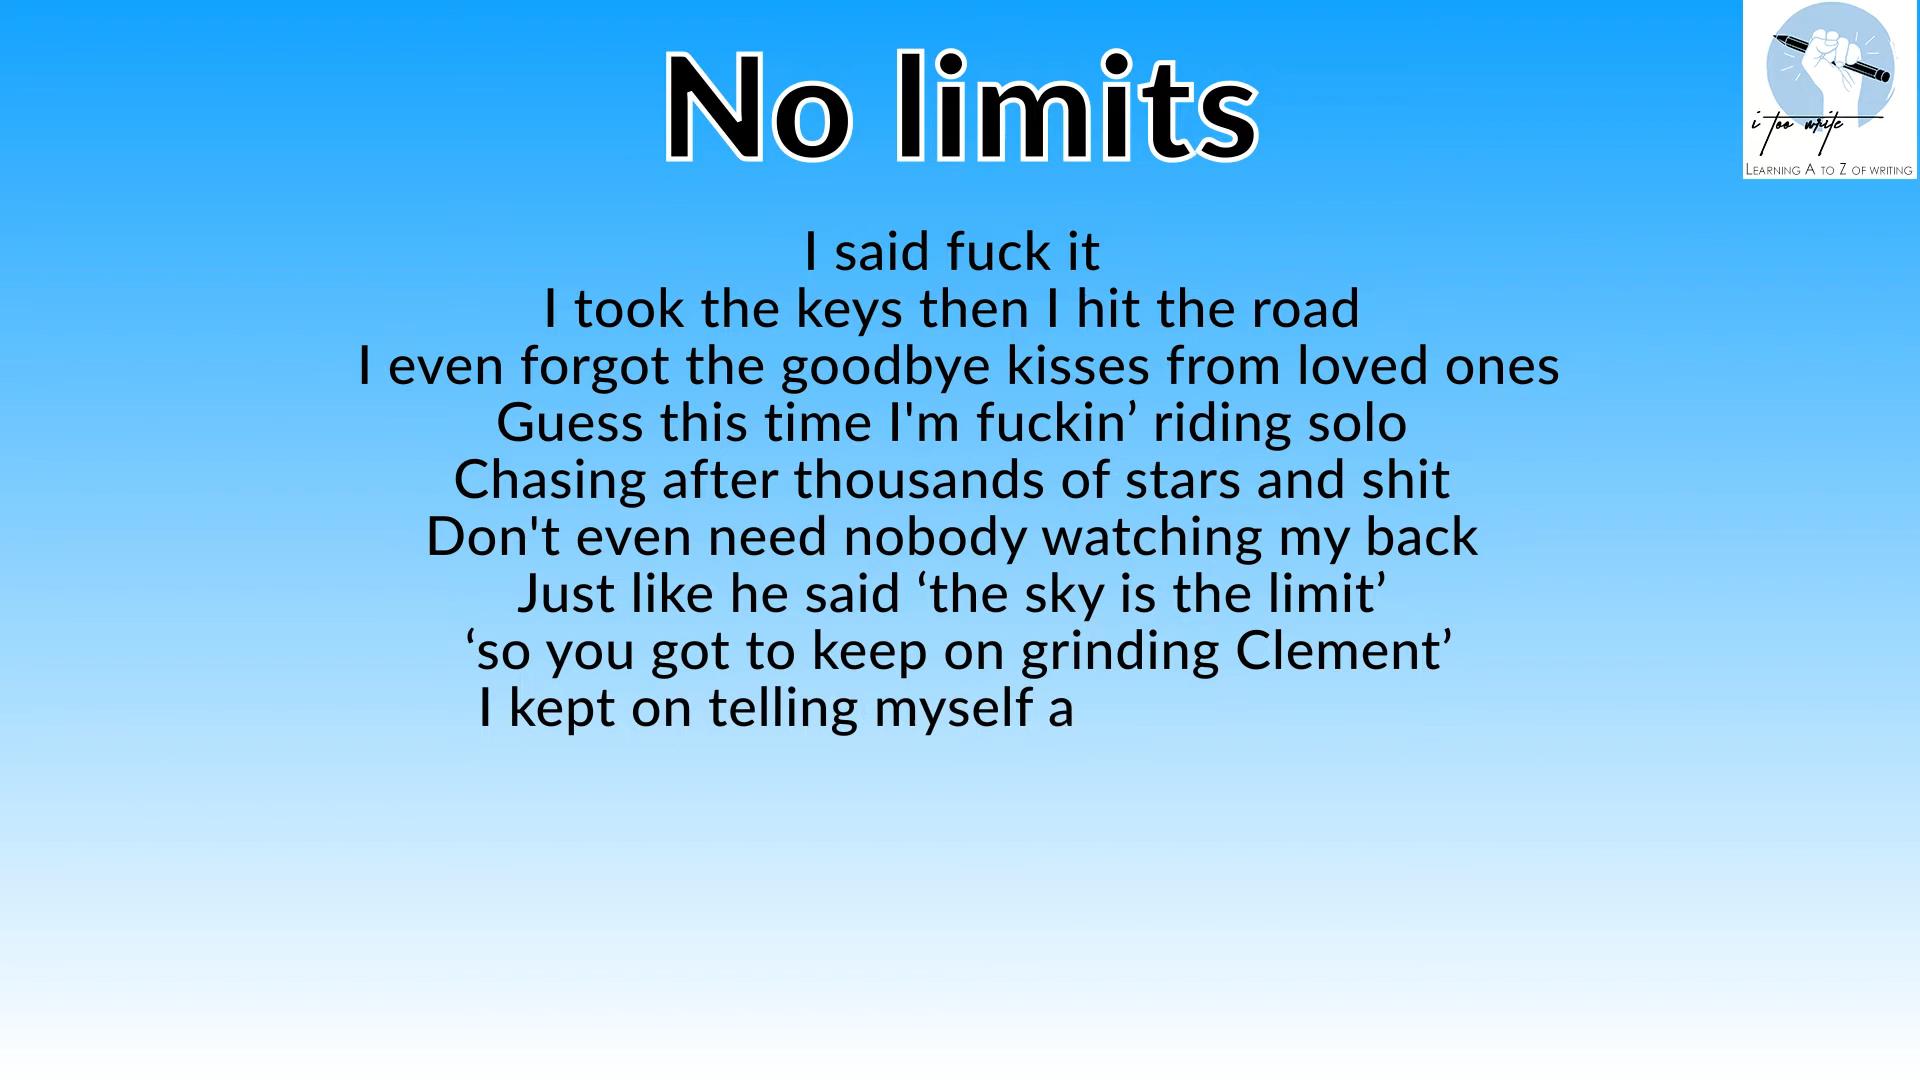 No limits
i too write
LEARNING A TO Z OF WRITING
I said fuck it
I took the keys then I hit the road
I even forgot the goodbye kisses from loved ones
Guess this time I'm fuckin’ riding solo
Chasing after thousands of stars and shit
Don't even need nobody watching my back
Just like he said ‘the sky is the limit’
‘so you got to keep on grinding Clement’
I kept on telling myself a